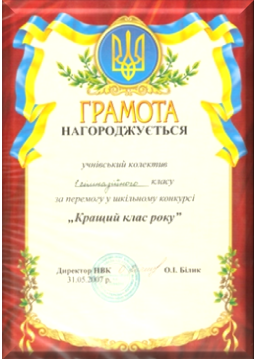 ГРАМОТА
НАГОРОДЖУЄТЬСЯ
учнівський колектив
класу
за перемогу у шкільному конкурсі
„Кращий клас року"
Директор НВК О.І. Білик
31.05.2007 р.